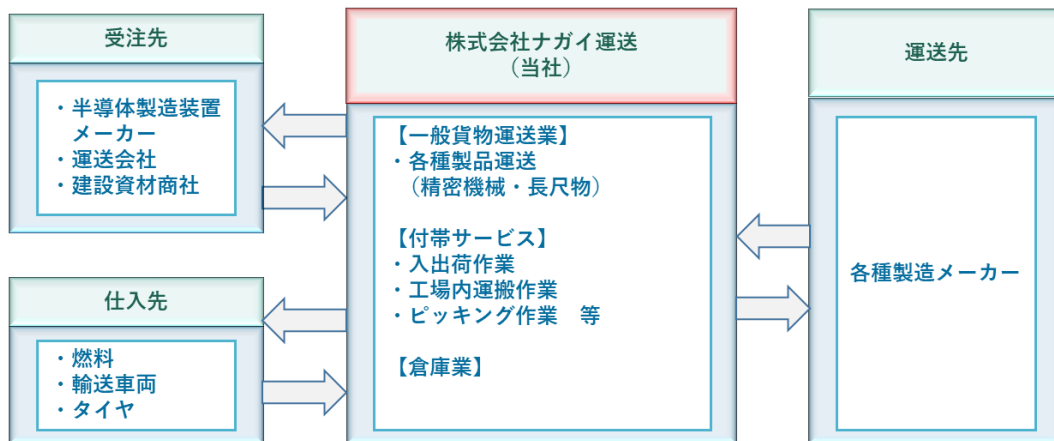 受注先
・半導体製造装置
メーカー
・運送会社
・建設資材商社
仕入先
・燃料
・輸送車両
・タイヤ
株式会社ナガイ運送
（当社）
【一般貨物運送業】
・各種製品運送
（精密機械・長尺物）
【付帯サービス】
・入出荷作業
・工場内運搬作業
・ピッキング作業　等
【倉庫業】
運送先
各種製造メーカー